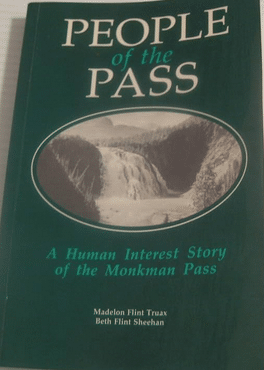 PEOPLE
of the
PASS
A Human Interest Story
of the Monkman Pass
Madelon Flint Truax
Beth Flint Sheehan